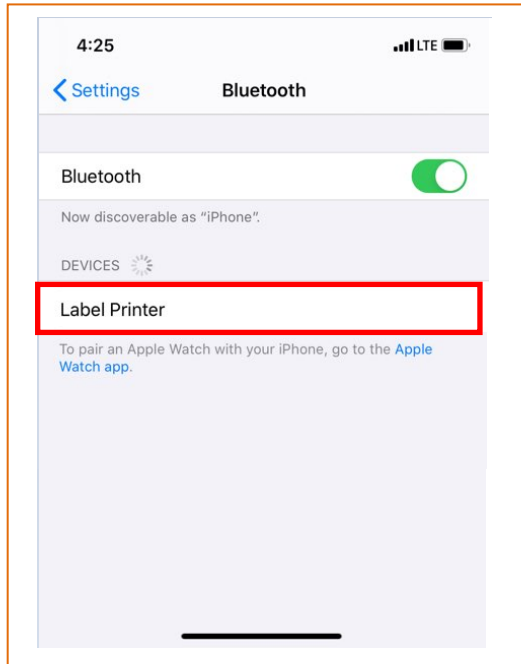 4:25 LTE
Settings Bluetooth
Bluetooth
Now discoverable as “iPhone”.
DEVICES
Label Printer
To pair an Apple Watch with your iPhone, go to the Apple
Watch app.